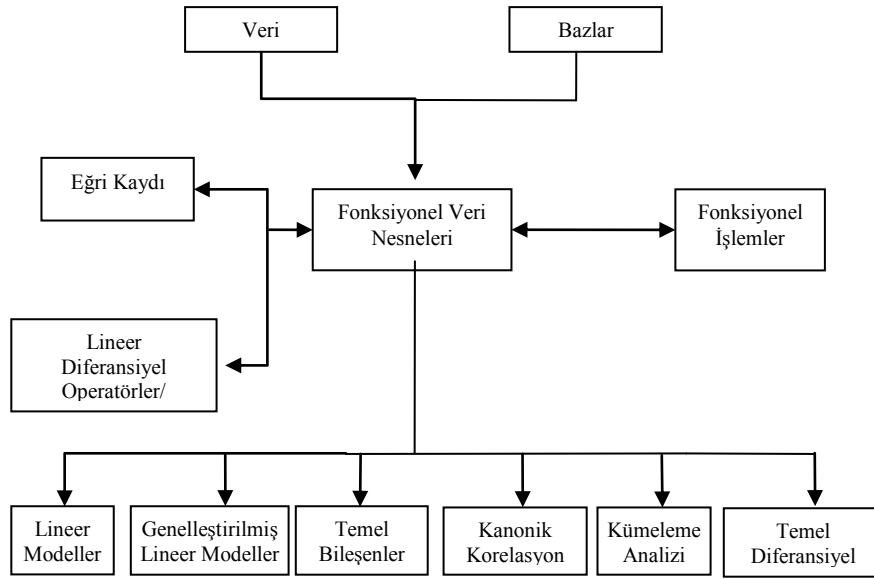 Veri
Bazlar
Eğri Kaydı
Fonksiyonel Veri
Nesneleri
Fonksiyonel
İşlemler
Lineer
Diferansiyel
Operatörler/
Lineer
Modeller
Genelleştirilmiş
Lineer Modeller
Temel
Bileşenler
Kanonik
Korelasyon
Kümeleme
Analizi
Temel
Diferansiyel